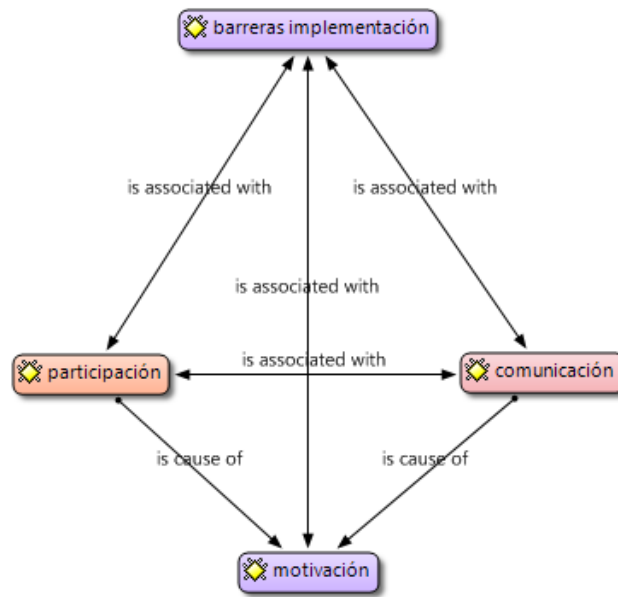 barreras implementación
is associated with
is associated with
is associated with
is associated with
participación
comunicación
is cause of
is cause of
motivación